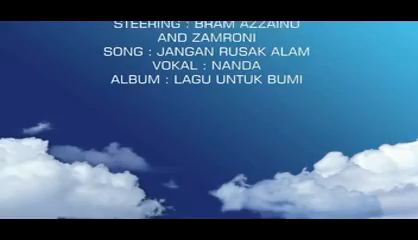 STEERING : BRAM AZZAINO
AND ZAMRONI
SONG : JANGAN RUSAK ALAM
VOKAL : NANDA
ALBUM : LAGU UNTUK BUMI